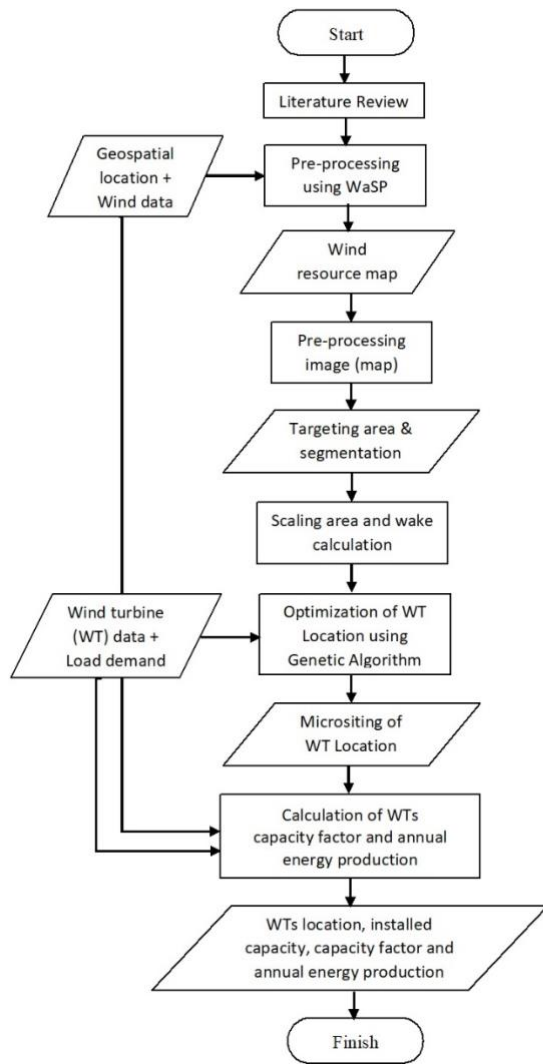 Start
Literature Review
Geospatial
location +
Wind data
Pre-processing
using WaSP
Wind
resource map
Pre-processing
image (map)
Targeting area &
segmentation
Scaling area and wake
calculation
Wind turbine
(WT) data +
Load demand
Optimization of WT
Location using
Genetic Algorithm
Micrositing of
WT Location
Calculation of WTs
capacity factor and annual
energy production
WTs location, installed
capacity, capacity factor and
annual energy production
Finish